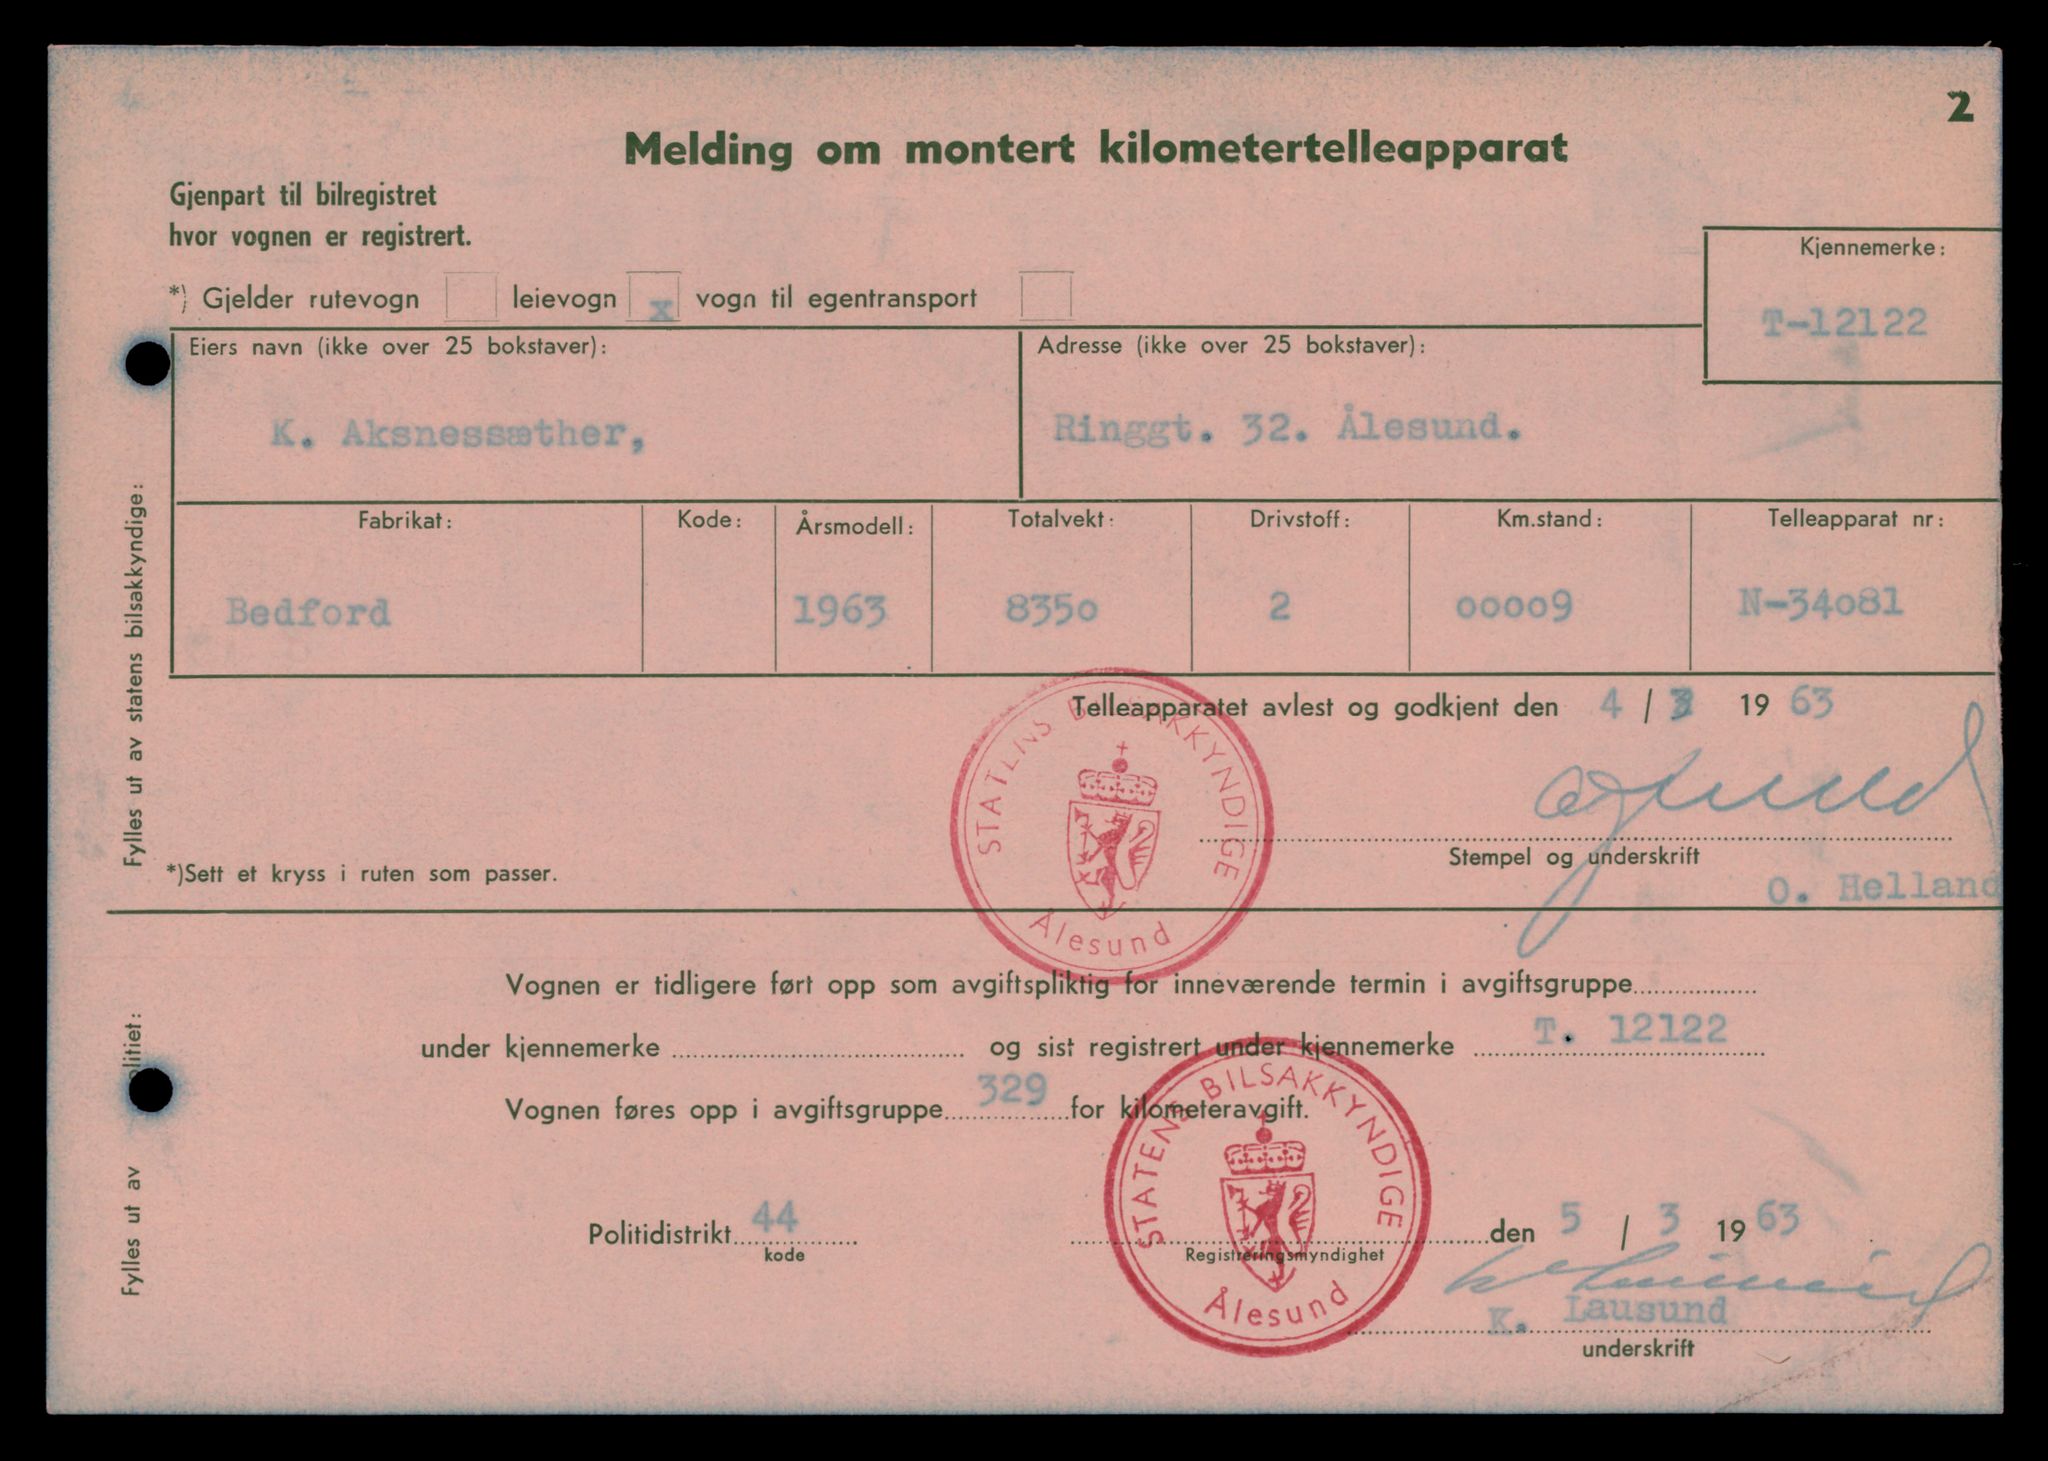 2
Melding om montert kilometertelleapparat
Gjenpart til bilregistret
hvor vognen er registrert.
Kjennemerke:
T-12122
*) Gjelder rutevogn leievogn x vogn til egentransport
Eiers navn (ikke over 25 bokstaver):
Adresse (ikke over 25 bokstaver):
K. Aksnessæther,
Ringgt. 32. Ålesund.
Fabrikat: Kode: Årsmodell: Totalvekt: Drivstoff: Km.stand: Telleapparat nr:
Bedford 1963 8350 2 00009 N-34081
Fylles ut av statens bilsakkyndige:
Telleapparatet avlest og godkjent den 4 / 3 19 63
STATENS BILSAKKYNDIGE
Ålesund
Stempel og underskrift
*)Sett et kryss i ruten som passer.
O. Helland
Vognen er tidligere ført opp som avgiftspliktig for inneværende termin i avgiftsgruppe
under kjennemerke og sist registrert under kjennemerke T. 12122
Vognen føres opp i avgiftsgruppe 329 for kilometeravgift.
Fylles ut av olitiet:
STATENS BILSAKKYNDIGE
Ålesund
Politidistrikt 44
kode
Registreringsmyndighet
den 5 / 3 19 63
K. Lausund
underskrift